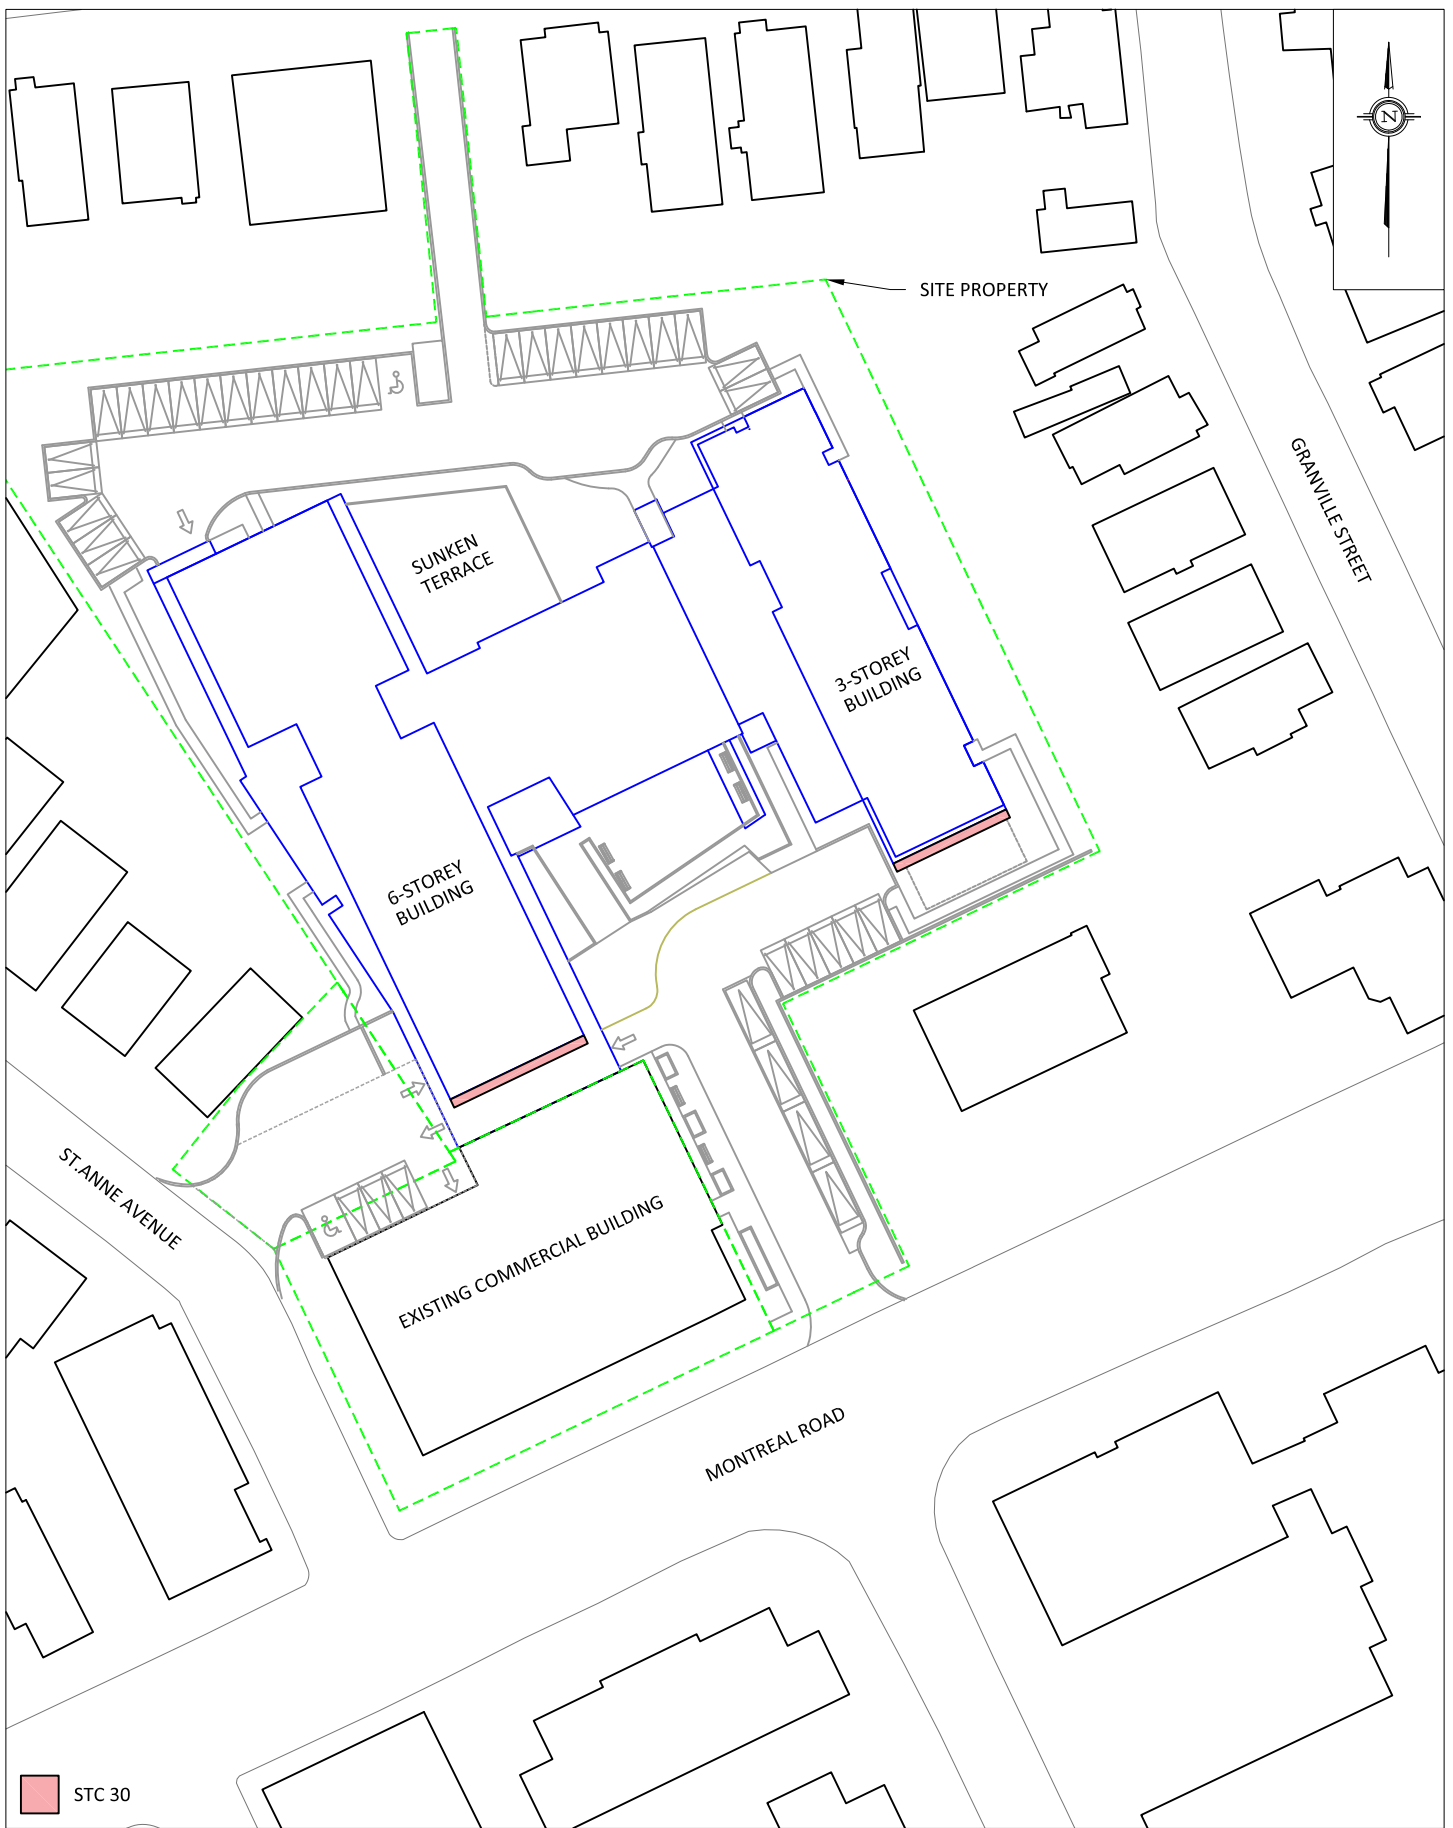 N
SITE PROPERTY
GRANVILLE STREET
SUNKEN
TERRACE
3-STOREY
BUILDING
6-STOREY
BUILDING
ST.ANNE AVENUE
EXISTING COMMERCIAL BUILDING
MONTREAL ROAD
STC 30